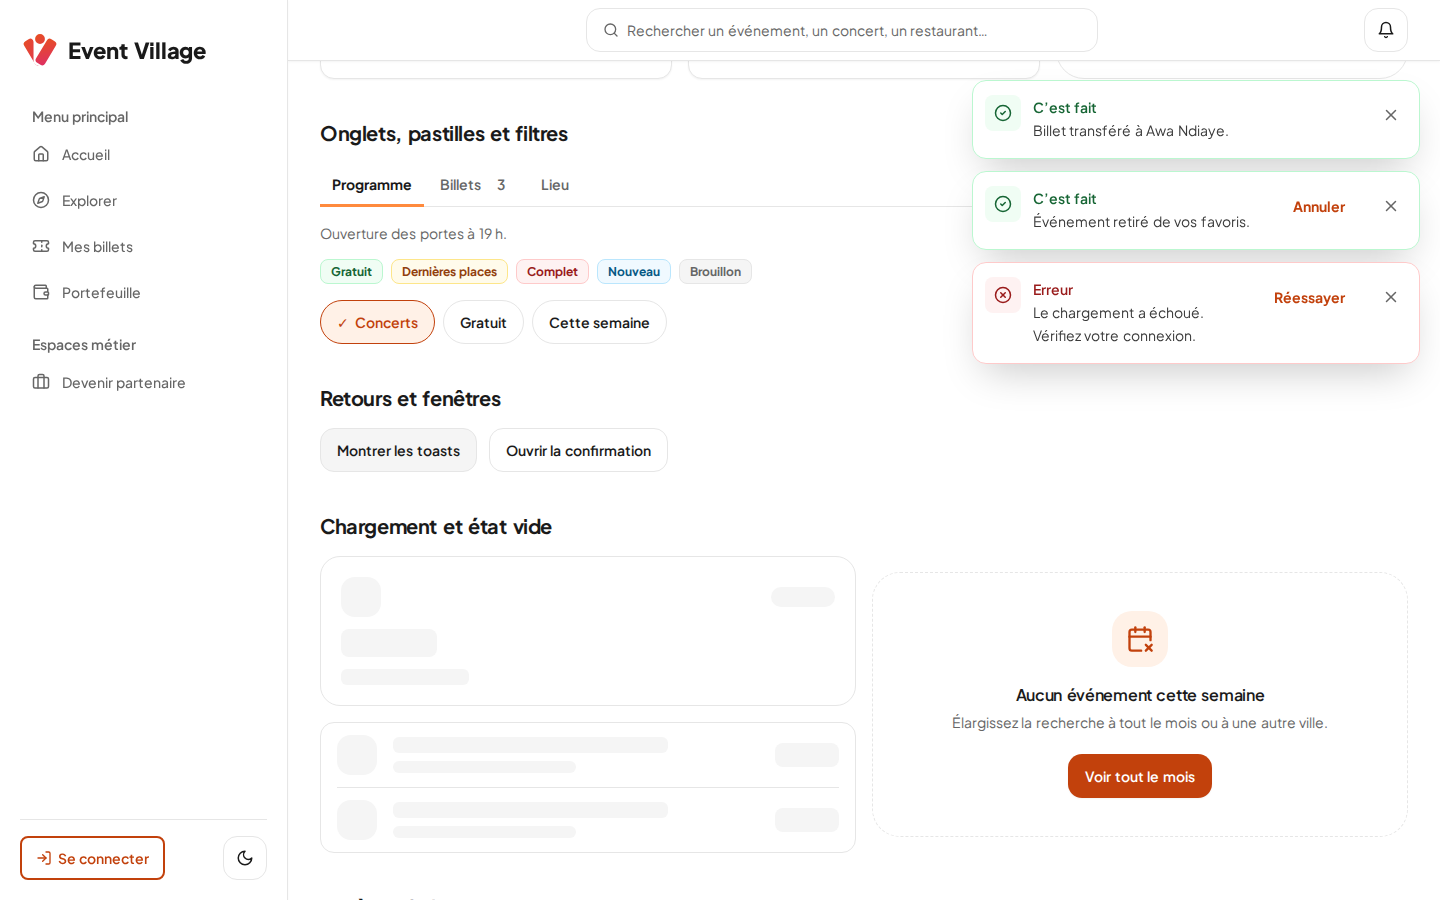 Event Village
Rechercher un événement, un concert, un restaurant...
Menu principal
Accueil
Explorer
Mes billets
Portefeuille
Espaces métier
Devenir partenaire
Se connecter
Onglets, pastilles et filtres
Programme Billets 3 Lieu
Ouverture des portes à 19 h.
Gratuit Dernières places Complet Nouveau Brouillon
✓ Concerts Gratuit Cette semaine
C'est fait
Billet transféré à Awa Ndiaye.
C'est fait
Événement retiré de vos favoris.
Annuler
Erreur
Le chargement a échoué.
Vérifiez votre connexion.
Réessayer
Retours et fenêtres
Montrer les toasts Ouvrir la confirmation
Chargement et état vide
Aucun événement cette semaine
Élargissez la recherche à tout le mois ou à une autre ville.
Voir tout le mois